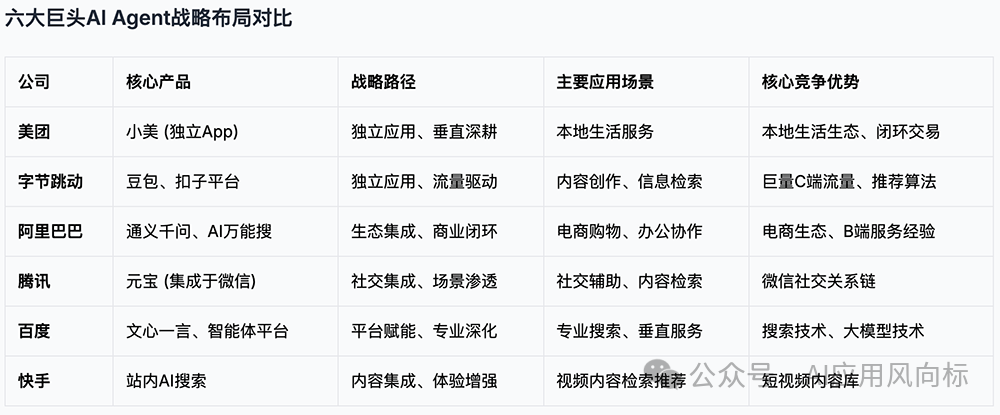 六大巨头AI Agent战略布局对比
公司 核心产品 战略路径 主要应用场景 核心竞争优势
美团 小美 (独立App) 独立应用、垂直深耕 本地生活服务 本地生活生态、闭环交易
字节跳动 豆包、扣子平台 独立应用、流量驱动 内容创作、信息检索 巨量C端流量、推荐算法
阿里巴巴 通义千问、AI万能搜 生态集成、商业闭环 电商购物、办公协作 电商生态、B端服务经验
腾讯 元宝 (集成于微信) 社交集成、场景渗透 社交辅助、内容检索 微信社交关系链
百度 文心一言、智能体平台 平台赋能、专业深化 专业搜索、垂直服务 搜索技术、大模型技术
快手 站内AI搜索 内容集成、体验增强 视频内容检索推荐 短视频内容库
公众号 · AI应用风向标